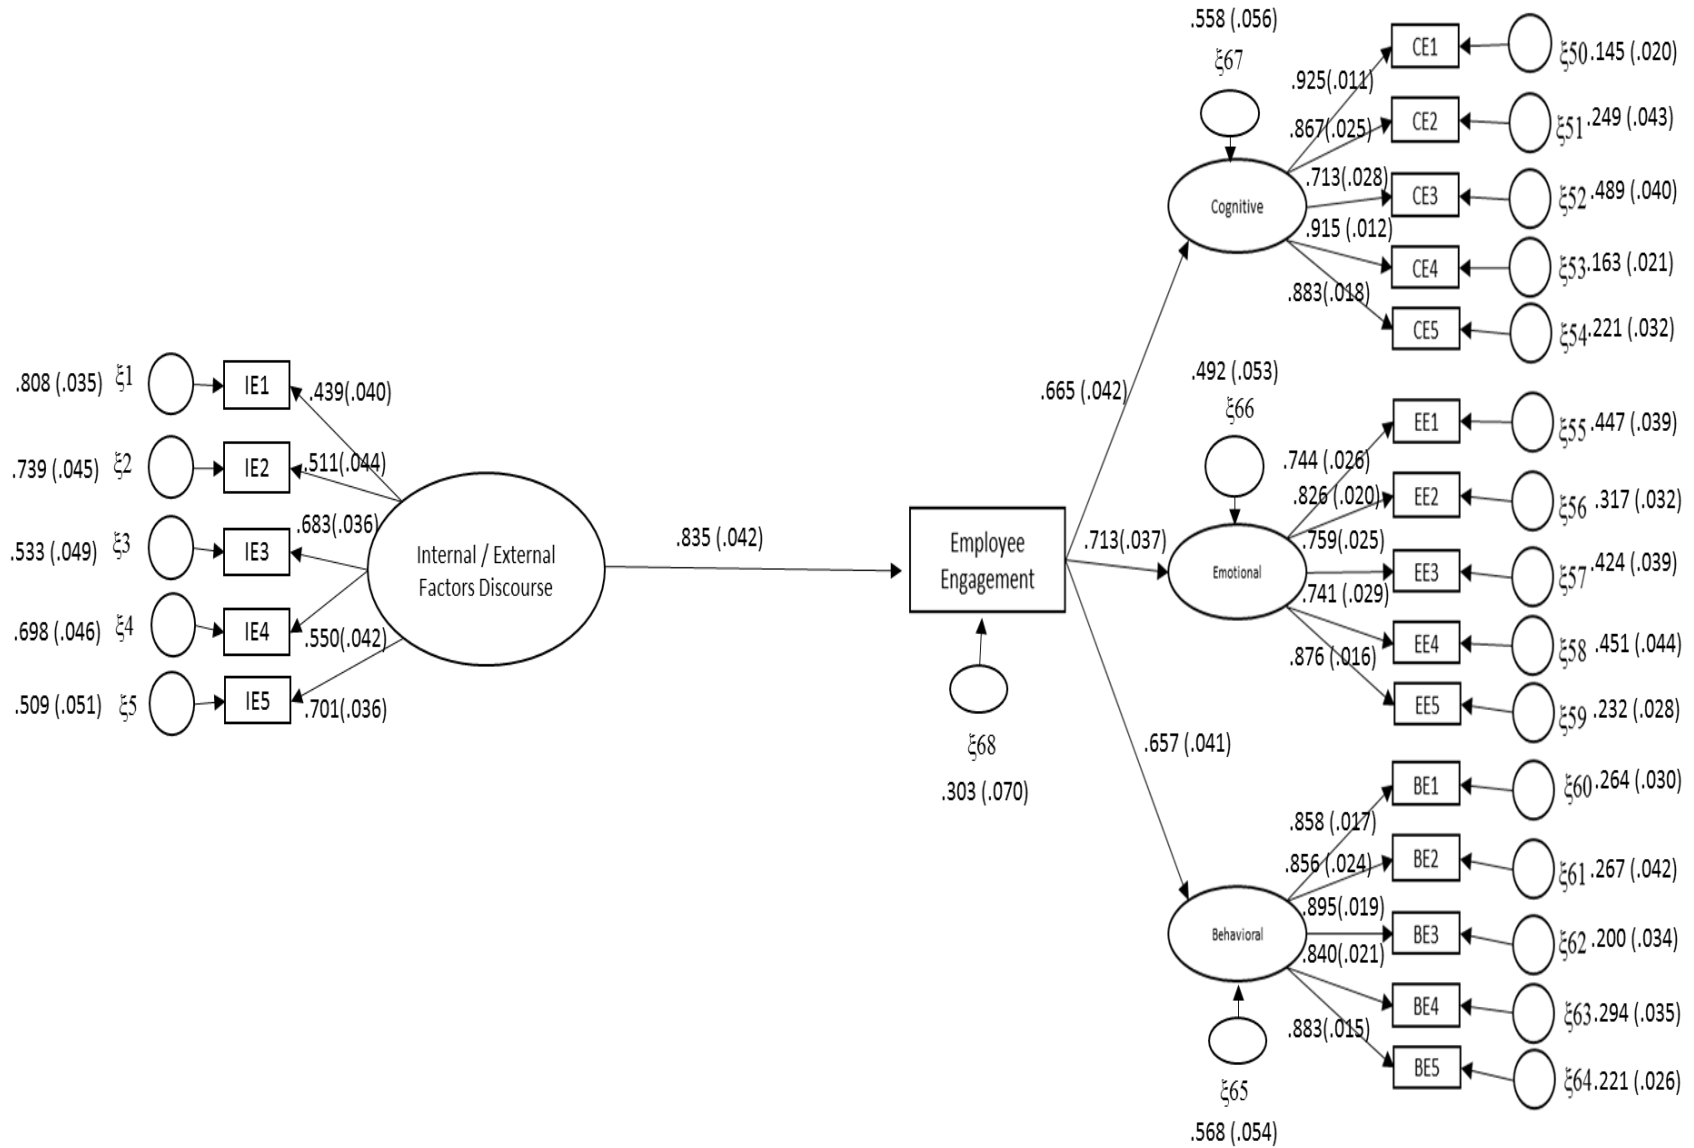 .808 (.035) ξ1
IE1
.439(.040)
.739 (.045) ξ2
IE2
.511(.044)
.533 (.049) ξ3
IE3
.683(.036)
.698 (.046) ξ4
IE4
.550(.042)
.509 (.051) ξ5
IE5
.701(.036)
Internal / External
Factors Discourse
.835 (.042)
Employee
Engagement
ξ68
.303 (.070)
.665 (.042)
.713(.037)
.657 (.041)
.558 (.056)
ξ67
Cognitive
.925(.011)
CE1
ξ50 .145 (.020)
.867(.025)
CE2
ξ51 .249 (.043)
.713(.028)
CE3
ξ52 .489 (.040)
.915 (.012)
CE4
ξ53 .163 (.021)
.883(.018)
CE5
ξ54 .221 (.032)
.492 (.053)
ξ66
Emotional
.744 (.026)
EE1
ξ55 .447 (.039)
.826 (.020)
EE2
ξ56 .317 (.032)
.759(.025)
EE3
ξ57 .424 (.039)
.741 (.029)
EE4
ξ58 .451 (.044)
.876 (.016)
EE5
ξ59 .232 (.028)
Behavioral
.858 (.017)
BE1
ξ60 .264 (.030)
.856 (.024)
BE2
ξ61 .267 (.042)
.895(.019)
BE3
ξ62 .200 (.034)
.840(.021)
BE4
ξ63 .294 (.035)
.883(.015)
BE5
ξ64 .221 (.026)
ξ65
.568 (.054)